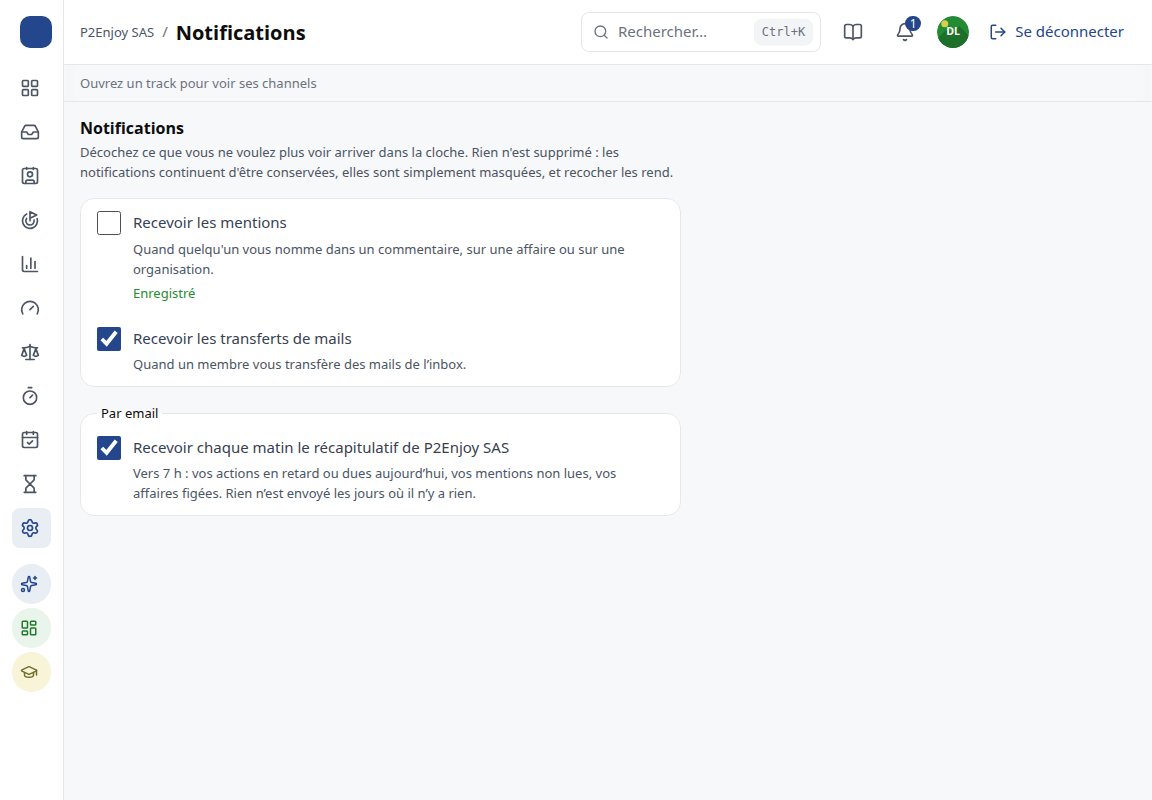 P2Enjoy SAS / Notifications
Rechercher... Ctrl+K
1
DL
Se déconnecter
Ouvrez un track pour voir ses channels
Notifications
Décochez ce que vous ne voulez plus voir arriver dans la cloche. Rien n'est supprimé : les
notifications continuent d'être conservées, elles sont simplement masquées, et recocher les rend.
Recevoir les mentions
Quand quelqu'un vous nomme dans un commentaire, sur une affaire ou sur une
organisation.
Enregistré
Recevoir les transferts de mails
Quand un membre vous transfère des mails de l’inbox.
Par email
Recevoir chaque matin le récapitulatif de P2Enjoy SAS
Vers 7 h : vos actions en retard ou dues aujourd’hui, vos mentions non lues, vos
affaires figées. Rien n’est envoyé les jours où il n’y a rien.